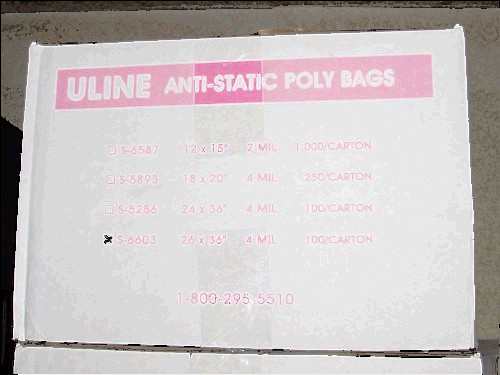 ULINE ANTI-STATIC POLY BAGS
S-6587 12 x 15" 2 MIL 1,000/CARTON
S-5893 18 x 20" 4 MIL 250/CARTON
S-5256 24 x 36" 4 MIL 100/CARTON
S-6603 26 x 36" 4 MIL 100/CARTON
1-800-295-5510